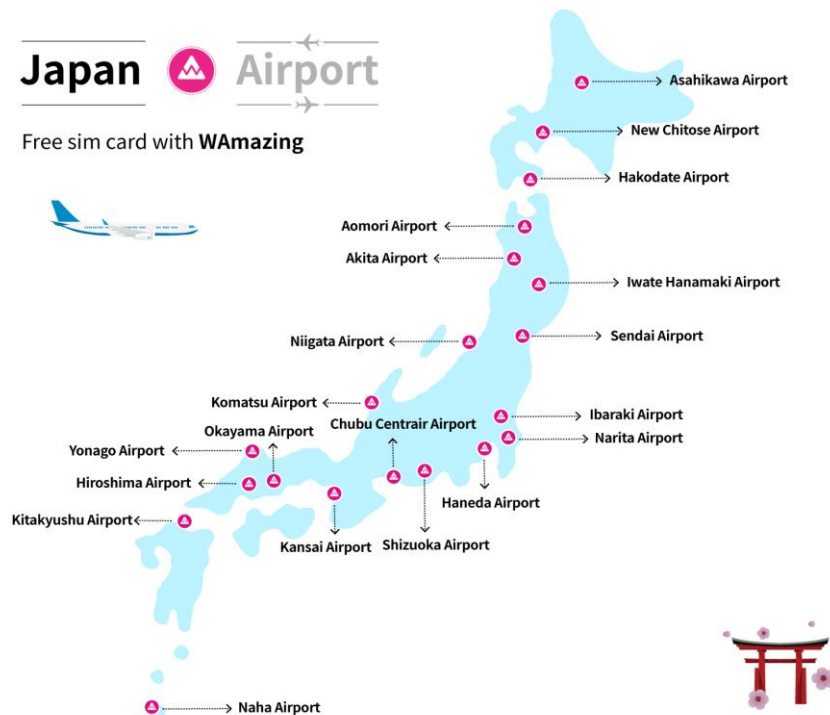 Japan Airport
Free sim card with WAmazing
Asahikawa Airport
New Chitose Airport
Hakodate Airport
Aomori Airport
Akita Airport
Iwate Hanamaki Airport
Niigata Airport
Sendai Airport
Komatsu Airport
Chubu Centrair Airport
Ibaraki Airport
Okayama Airport
Narita Airport
Yonago Airport
Hiroshima Airport
Haneda Airport
Kitakyushu Airport
Kansai Airport
Shizuoka Airport
Naha Airport